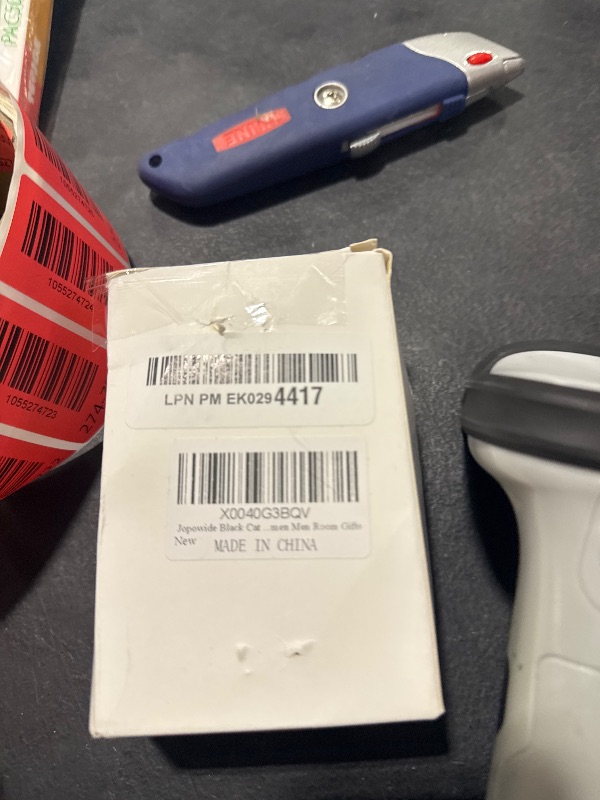 1055274724
1055274723
LPN PM EK0294417
X0040G3BQV
Jopowide Black Cat ...men Men Room Gifts
New
MADE IN CHINA